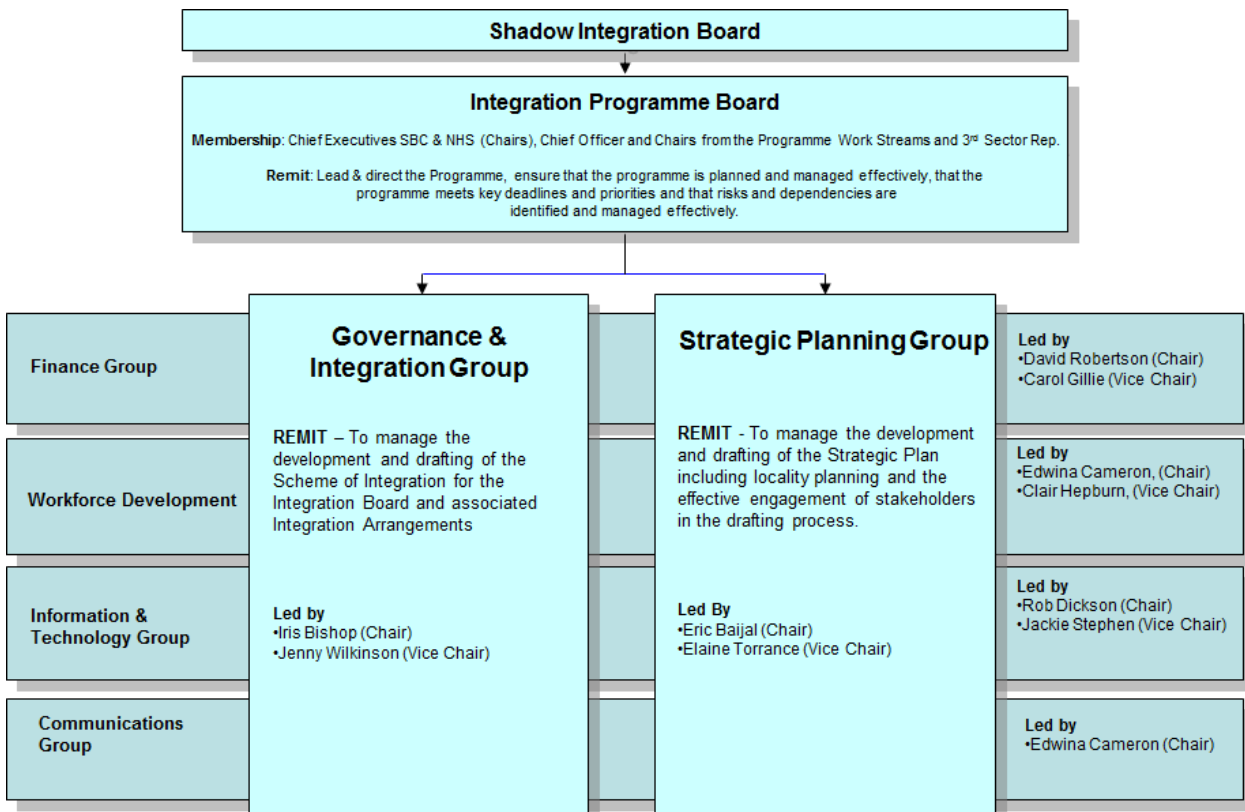 Shadow Integration Board
Integration Programme Board
Membership: Chief Executives SBC & NHS (Chairs), Chief Officer and Chairs from the Programme Work Streams and 3rd Sector Rep.
Remit: Lead & direct the Programme, ensure that the programme is planned and managed effectively, that the
programme meets key deadlines and priorities and that risks and dependencies are
identified and managed effectively.
Governance &
Integration Group
REMIT – To manage the
development and drafting of the
Scheme of Integration for the
Integration Board and associated
Integration Arrangements
Led by
•Iris Bishop (Chair)
•Jenny Wilkinson (Vice Chair)
Strategic Planning Group
REMIT - To manage the development
and drafting of the Strategic Plan
including locality planning and the
effective engagement of stakeholders
in the drafting process.
Led By
•Eric Baijal (Chair)
•Elaine Torrance (Vice Chair)
Finance Group
Led by
•David Robertson (Chair)
•Carol Gillie (Vice Chair)
Workforce Development
Led by
•Edwina Cameron, (Chair)
•Clair Hepburn, (Vice Chair)
Information &
Technology Group
Led by
•Rob Dickson (Chair)
•Jackie Stephen (Vice Chair)
Communications
Group
Led by
•Edwina Cameron (Chair)